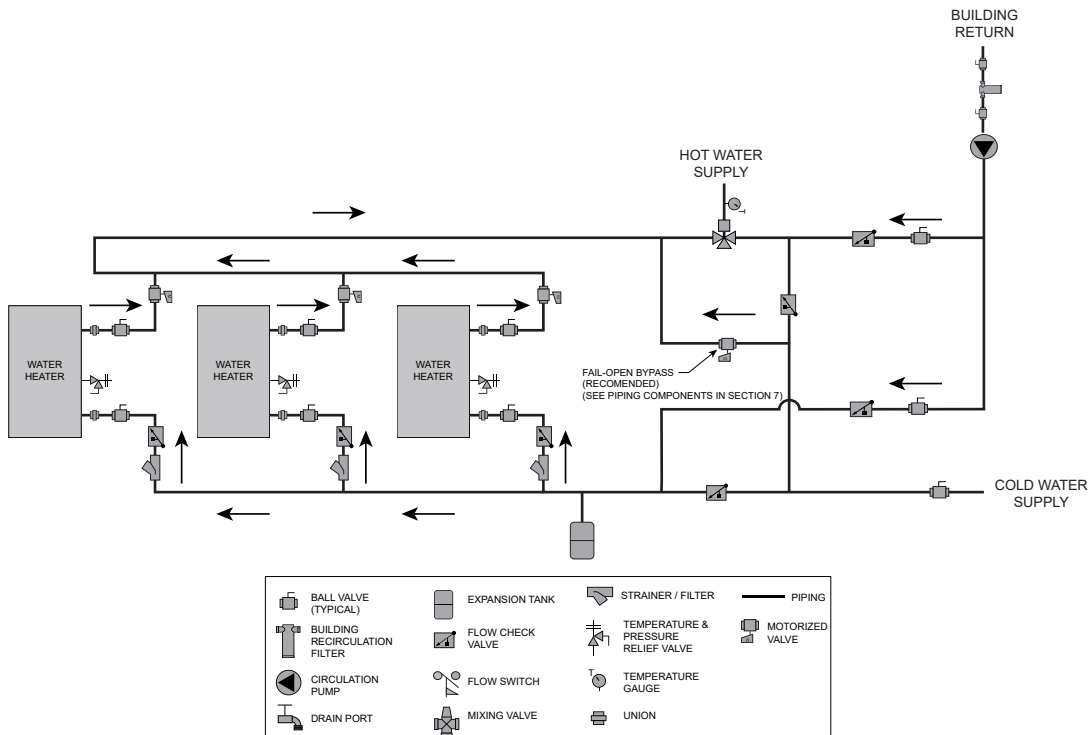 BUILDING
RETURN
HOT WATER
SUPPLY
T
WATER
HEATER
WATER
HEATER
WATER
HEATER
FAIL-OPEN BYPASS
(RECOMENDED)
(SEE PIPING COMPONENTS IN SECTION 7)
COLD WATER
SUPPLY
BALL VALVE
(TYPICAL)
BUILDING
RECIRCULATION
FILTER
CIRCULATION
PUMP
DRAIN PORT
EXPANSION TANK
FLOW CHECK
VALVE
FLOW SWITCH
MIXING VALVE
STRAINER / FILTER
TEMPERATURE &
PRESSURE
RELIEF VALVE
T
TEMPERATURE
GAUGE
UNION
PIPING
MOTORIZED
VALVE